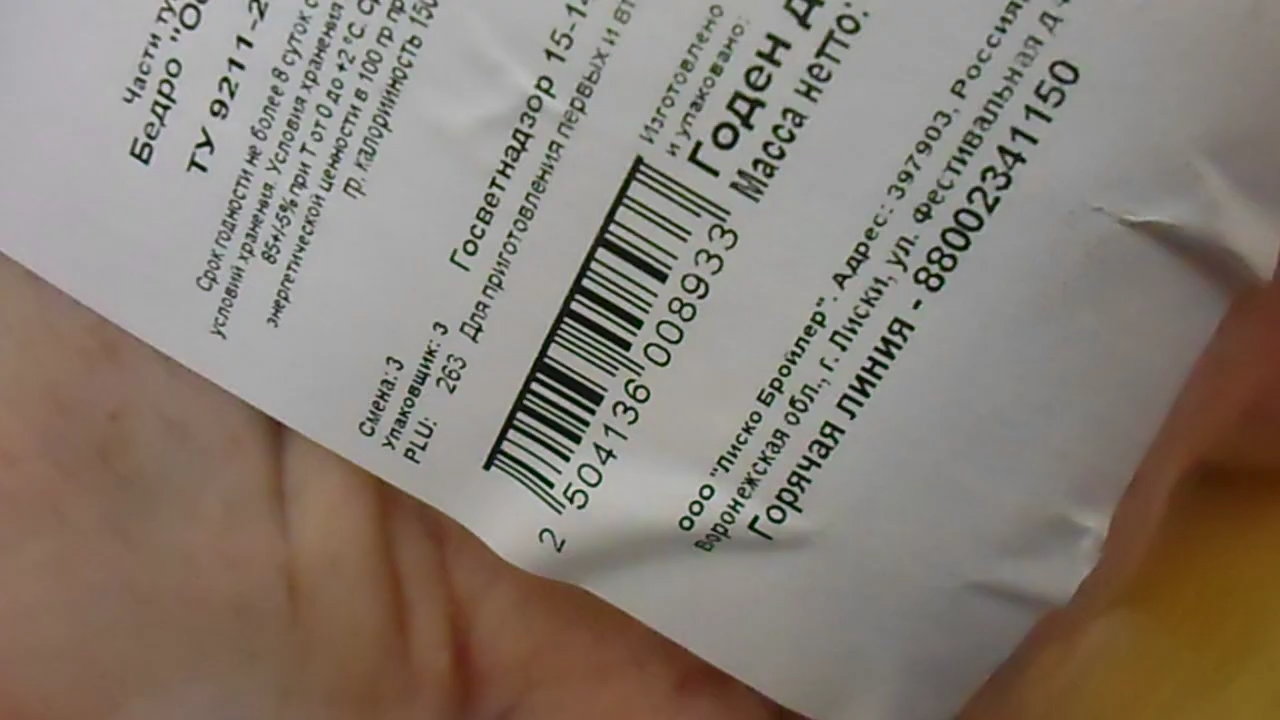 Части
Бедро
ТУ 9211-2
Срок годности не более 8 суток с
условий хранения. Условия хранения
85+/-5% при Т от 0 до +2°С.
энергетической ценности в 100 гр
гр. калорийность 150
Госветнадзор 15-14
Для приготовления первых и вт
Смена: 3
Упаковщик: 3
PLU: 263
2 504136 008933
Изготовлено
и упаковано:
Годен
Масса нетто:
ООО "Лиско Бройлер". Адрес: 397903, Россия,
Воронежская обл., г. Лиски, ул. Фестивальная
Горячая линия - 88002341150